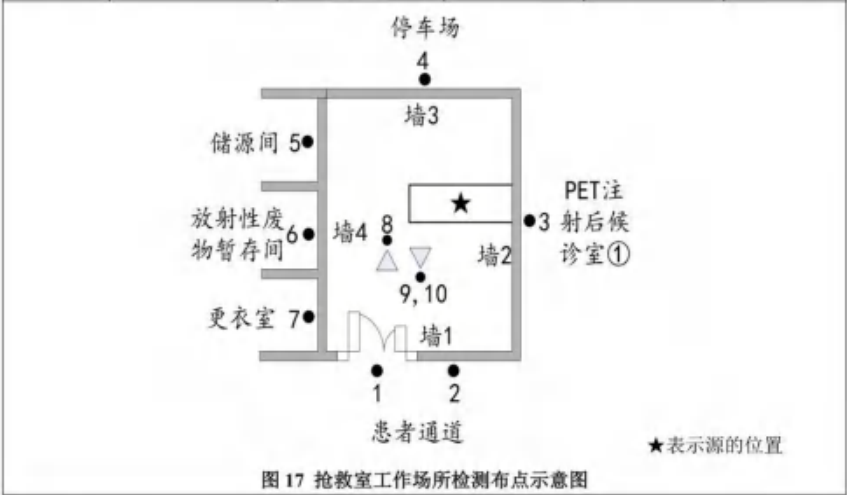 停车场
4
墙3
储源间 5
PET注
射后候
诊室①
3
放射性废
物暂存间
6
墙4
8
墙2
9,10
更衣室 7
墙1
1
2
患者通道
★表示源的位置
图 17 抢救室工作场所检测布点示意图